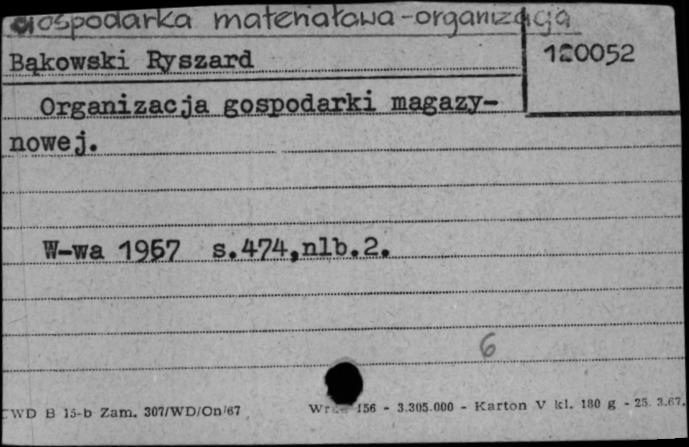 Gospodarka materiałowa-organizacja
Bąkowski Ryszard
120052
Organizacja gospodarki magazy-
nowej.
W-wa 1967 s.474,nlb.2.
6
WD B 15-b Zam. 307/WD/On/67
156 - 3.305.000 - Karton V kl. 180 g - 25. 3.67.